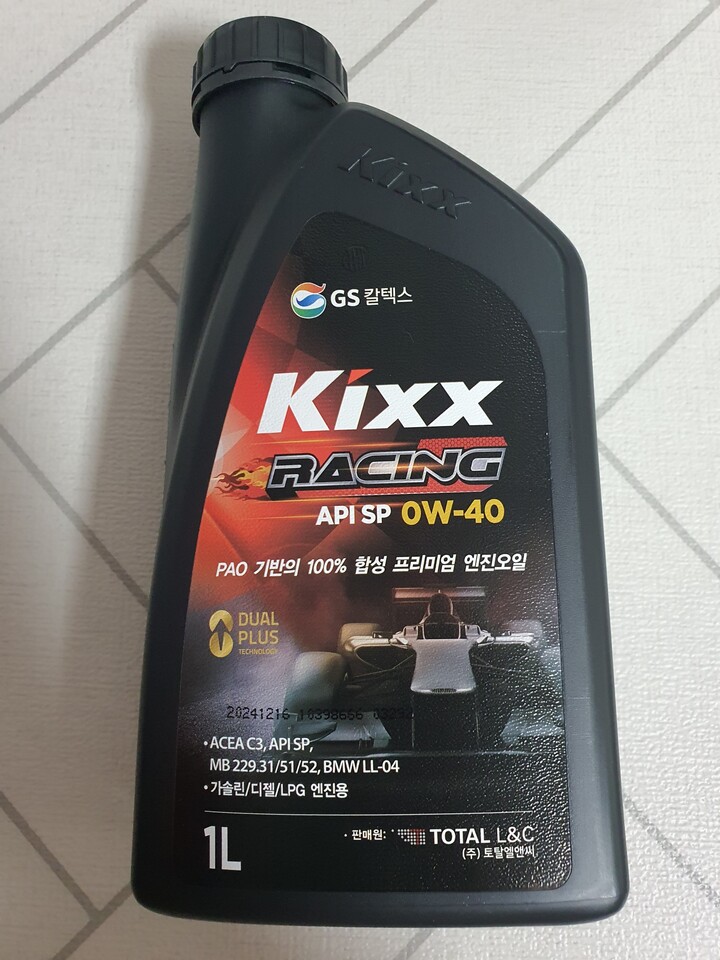 Kixx
GS 칼텍스
Kixx
RACING
API SP 0W-40
PAO 기반의 100% 합성 프리미엄 엔진오일
DUAL
PLUS
TECHNOLOGY
20241216 10398666
• ACEA C3, API SP,
MB 229.31/51/52, BMW LL-04
• 가솔린/디젤/LPG 엔진용
1L
• 판매원: TOTAL L&C
(주) 토탈엘앤씨